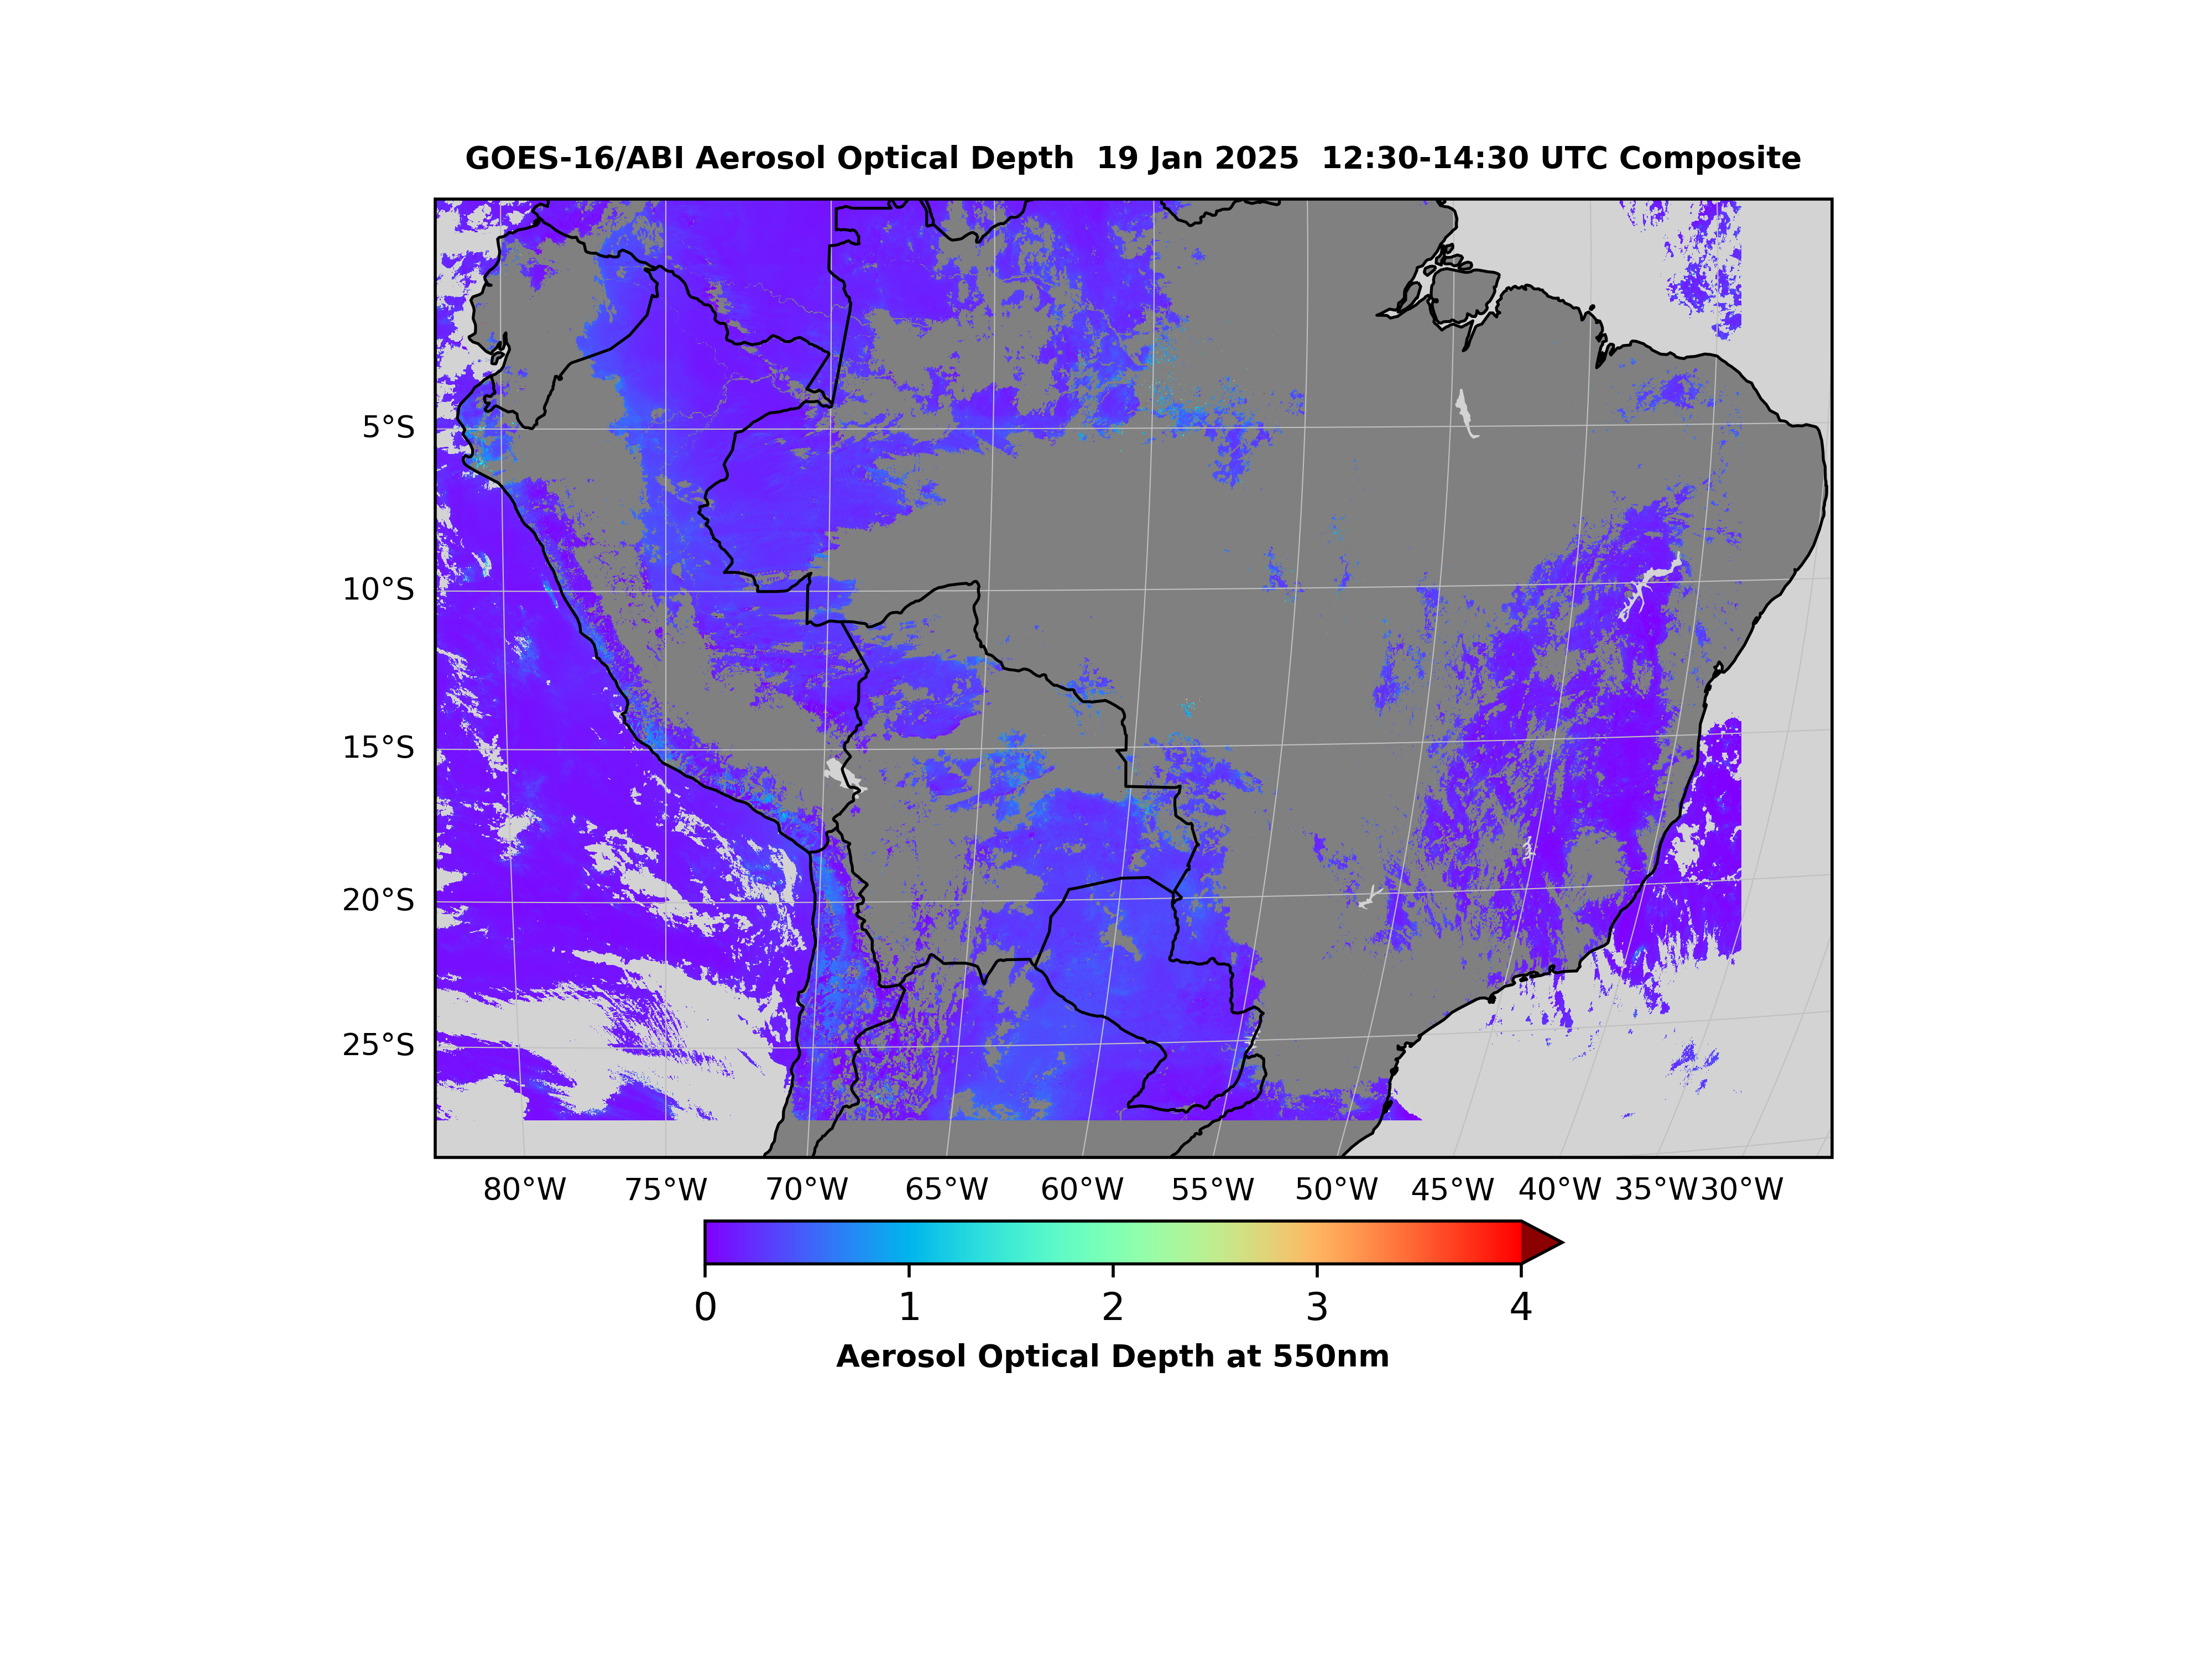 GOES-16/ABI Aerosol Optical Depth  19 Jan 2025  12:30-14:30 UTC Composite
5°S
10°S
15°S
20°S
25°S
80°W 75°W 70°W 65°W 60°W 55°W 50°W 45°W 40°W 35°W 30°W
0 1 2 3 4
Aerosol Optical Depth at 550nm